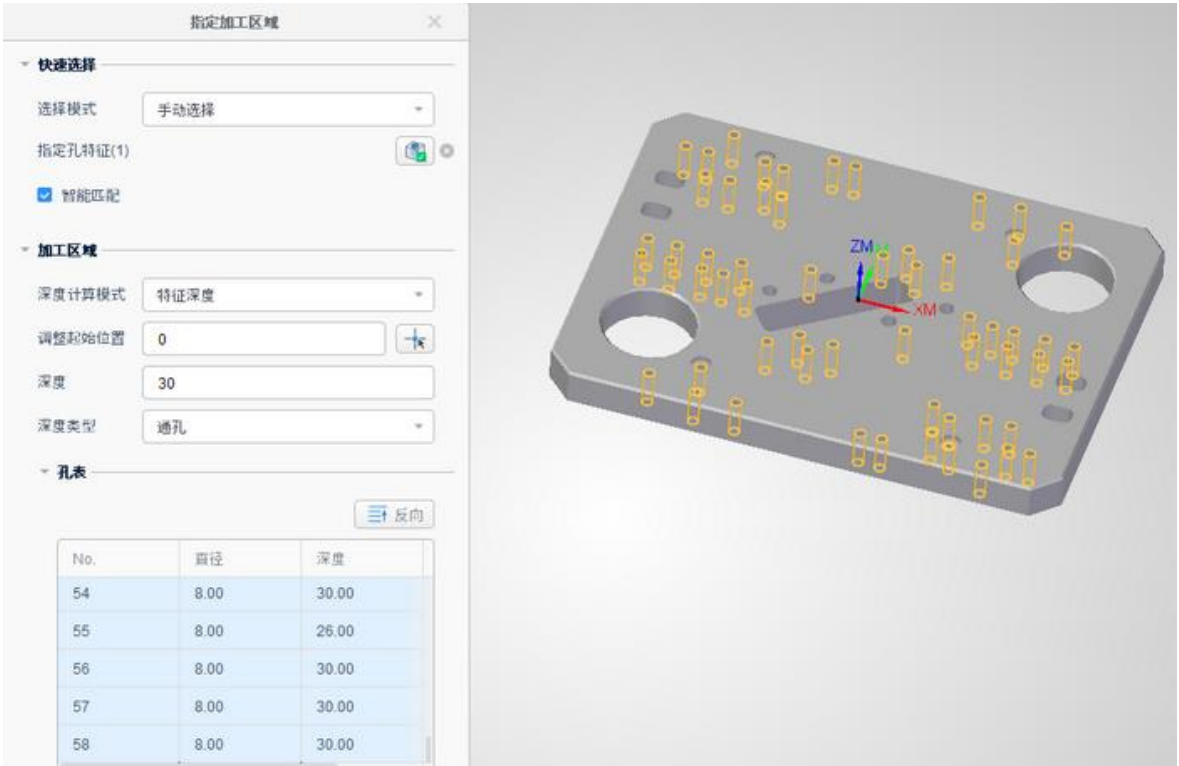 指定加工区域
快速选择
选择模式 手动选择
指定孔特征(1)
智能匹配
加工区域
深度计算模式 特征深度
调整起始位置 0
深度 30
深度类型 通孔
孔表
反向
No. 直径 深度
54 8.00 30.00
55 8.00 26.00
56 8.00 30.00
57 8.00 30.00
58 8.00 30.00
ZM
XM